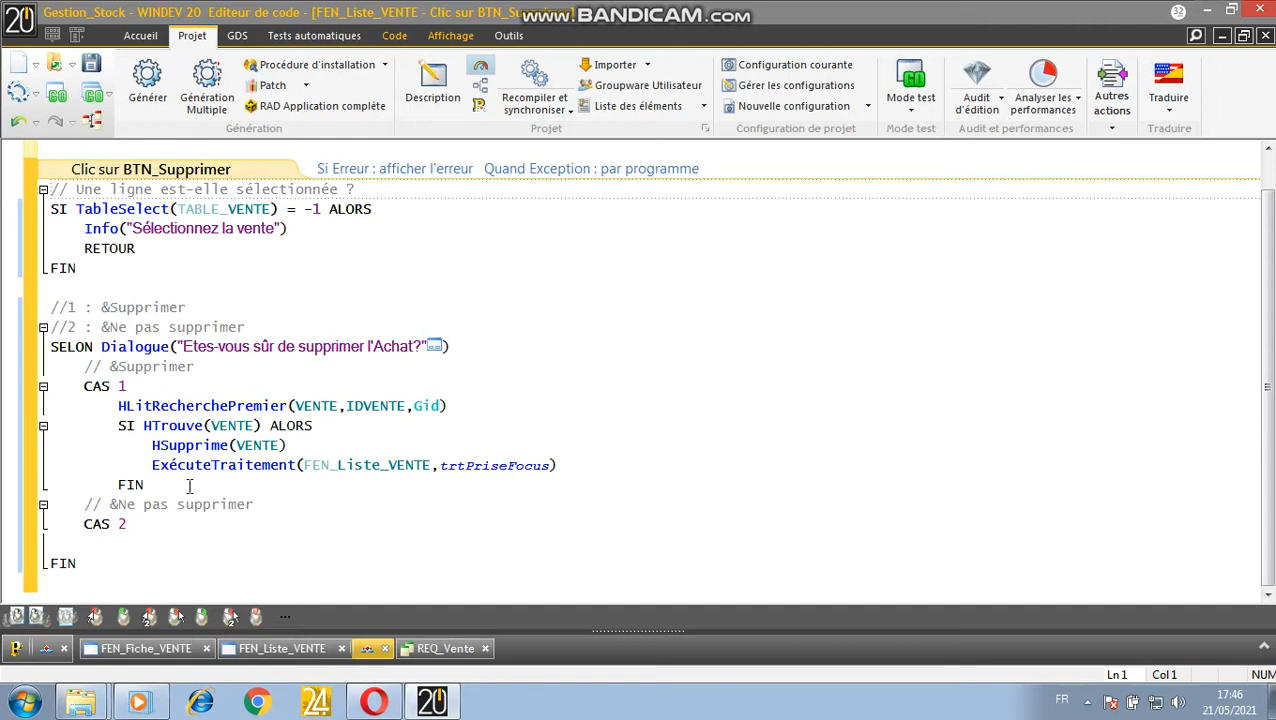 Gestion_Stock - WINDEV 20  Editeur de code - [FEN_Liste_VENTE - Clic sur BTN_Supprimer]
www.BANDICAM.com
32
20
Accueil
Projet
GDS
Tests automatiques
Code
Affichage
Outils
Générer
Génération Multiple
Procédure d'installation
Patch
RAD Application complète
Génération
Description
Recompiler et synchroniser
Importer
Groupware Utilisateur
Liste des éléments
Projet
Configuration courante
Gérer les configurations
Nouvelle configuration
Configuration de projet
GO
Mode test
Mode test
Audit
Analyser les performances
Audit et performances
Autres actions
Traduire
Traduire
Clic sur BTN_Supprimer
Si Erreur : afficher l'erreur
Quand Exception : par programme
// Une ligne est-elle sélectionnée ?
SI TableSelect(TABLE_VENTE) = -1 ALORS
Info("Sélectionnez la vente")
RETOUR
FIN
//1 : &Supprimer
//2 : &Ne pas supprimer
SELON Dialogue("Etes-vous sûr de supprimer l'Achat?")
// &Supprimer
CAS 1
HLitRecherchePremier(VENTE,IDVENTE,Gid)
SI HTrouve(VENTE) ALORS
HSupprime(VENTE)
ExécuteTraitement(FEN_Liste_VENTE,trtPriseFocus)
FIN
// &Ne pas supprimer
CAS 2
FIN
...
FEN_Fiche_VENTE
FEN_Liste_VENTE
REQ_Vente
Ln 1
Col 1
NUM
24
20
FR
17:46
21/05/2021